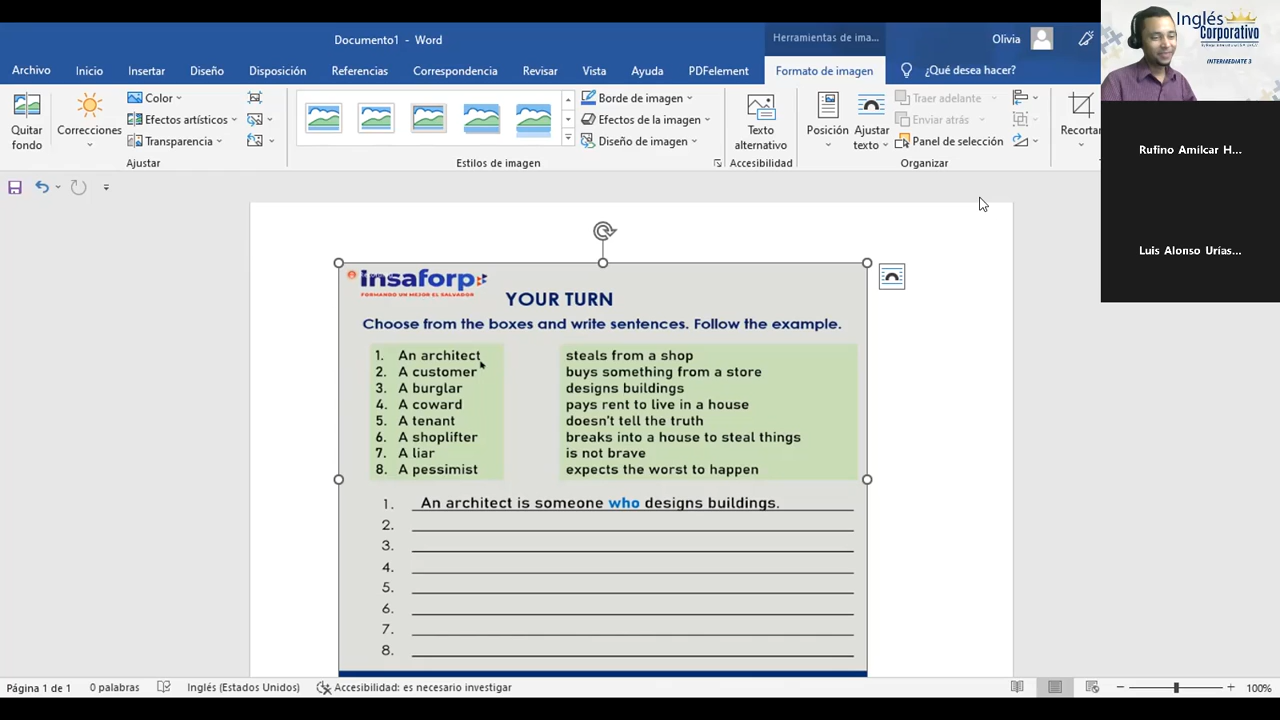 Documento1 - Word
Herramientas de ima...
Olivia
Inglés
Corporativo
INTERMEDIATE 3
Archivo Inicio Insertar Diseño Disposición Referencias Correspondencia Revisar Vista Ayuda PDFelement Formato de imagen ¿Qué desea hacer?
Quitar fondo
Correcciones
Color
Efectos artísticos
Transparencia
Ajustar
Estilos de imagen
Borde de imagen
Efectos de la imagen
Diseño de imagen
Texto alternativo
Accesibilidad
Posición
Ajustar texto
Traer adelante
Enviar atrás
Panel de selección
Organizar
Recortar
Rufino Amilcar H...
Luis Alonso Urías...
insaforp
FORMANDO UN MEJOR EL SALVADOR
YOUR TURN
Choose from the boxes and write sentences. Follow the example.
1. An architect
2. A customer
3. A burglar
4. A coward
5. A tenant
6. A shoplifter
7. A liar
8. A pessimist
steals from a shop
buys something from a store
designs buildings
pays rent to live in a house
doesn't tell the truth
breaks into a house to steal things
is not brave
expects the worst to happen
1. An architect is someone who designs buildings.
2.
3.
4.
5.
6.
7.
8.
Página 1 de 1 0 palabras Inglés (Estados Unidos) Accesibilidad: es necesario investigar 100%